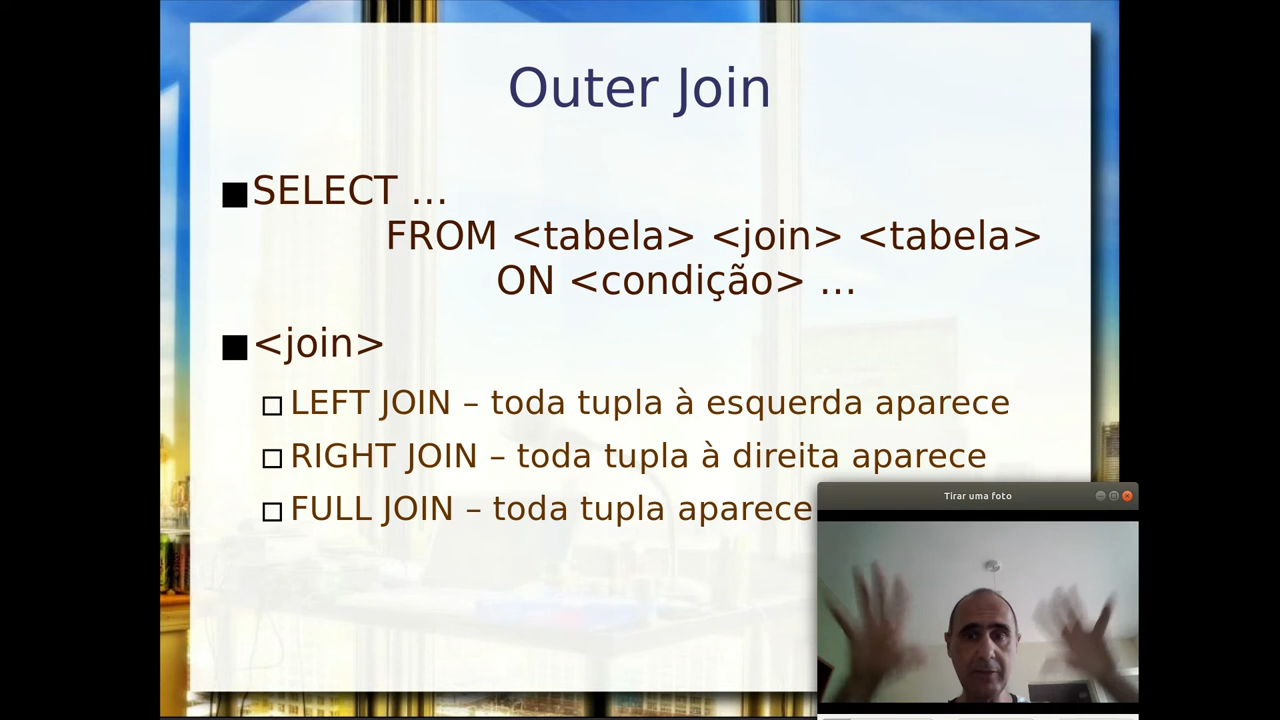 Outer Join
SELECT ...
FROM <tabela> <join> <tabela>
ON <condição> ...
<join>
LEFT JOIN – toda tupla à esquerda aparece
RIGHT JOIN – toda tupla à direita aparece
FULL JOIN – toda tupla aparece
Tirar uma foto